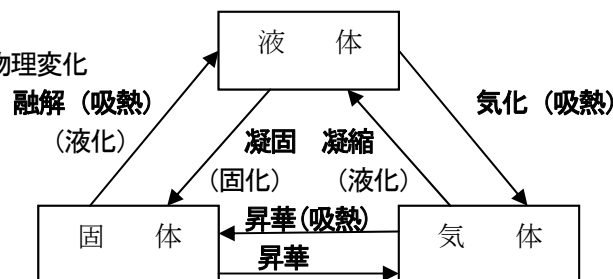 液　体
物理変化
融解（吸熱）
気化（吸熱）
（液化）
凝固　凝縮
（固化）　（液化）
昇華（吸熱）
固　体
気　体
昇華